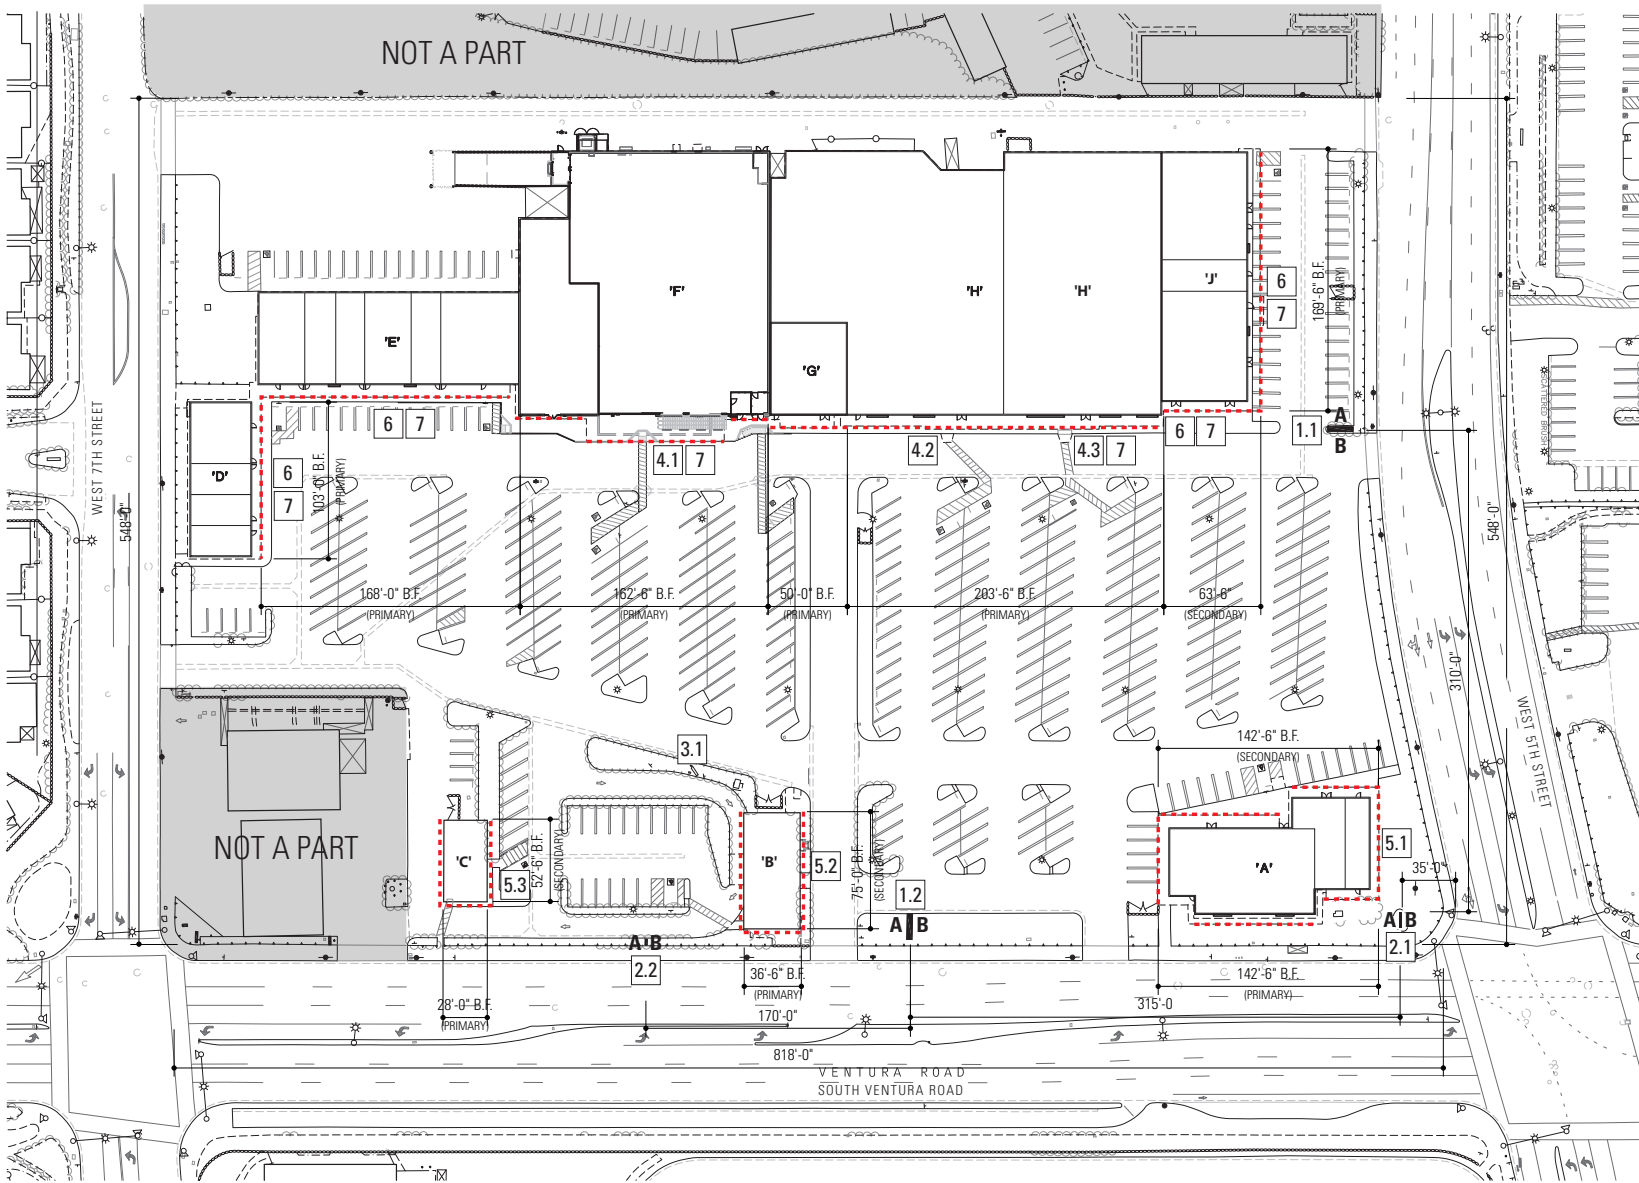 NOT A PART
'F'
'H'
'H'
'J'
6
7
169'-6" B.F.
(PRIMARY)
'E'
'G'
WEST 7TH STREET
548'-0"
6 7
6 7
4.1 7
4.2
4.3 7
1.1
A
B
'D'
6
7
103'-0" B.F.
(PRIMARY)
SCATTERED BRUSH
548'-0"
168'-0" B.F.
(PRIMARY)
162'-6" B.F.
(PRIMARY)
50'-0" B.F.
(PRIMARY)
203'-6" B.F.
(PRIMARY)
63'-6"
(SECONDARY)
310'-0"
WEST 5TH STREET
142'-6" B.F.
(SECONDARY)
3.1
NOT A PART
'C'
5.3
52'-6" B.F.
(SECONDARY)
'B'
5.2
75'-0" B.F.
(SECONDARY)
1.2
A B
'A'
5.1
35'-0"
A B
2.1
A B
2.2
36'-6" B.F.
(PRIMARY)
142'-6" B.F.
(PRIMARY)
28'-0" B.F.
(PRIMARY)
170'-0"
315'-0
818'-0"
VENTURA ROAD
SOUTH VENTURA ROAD